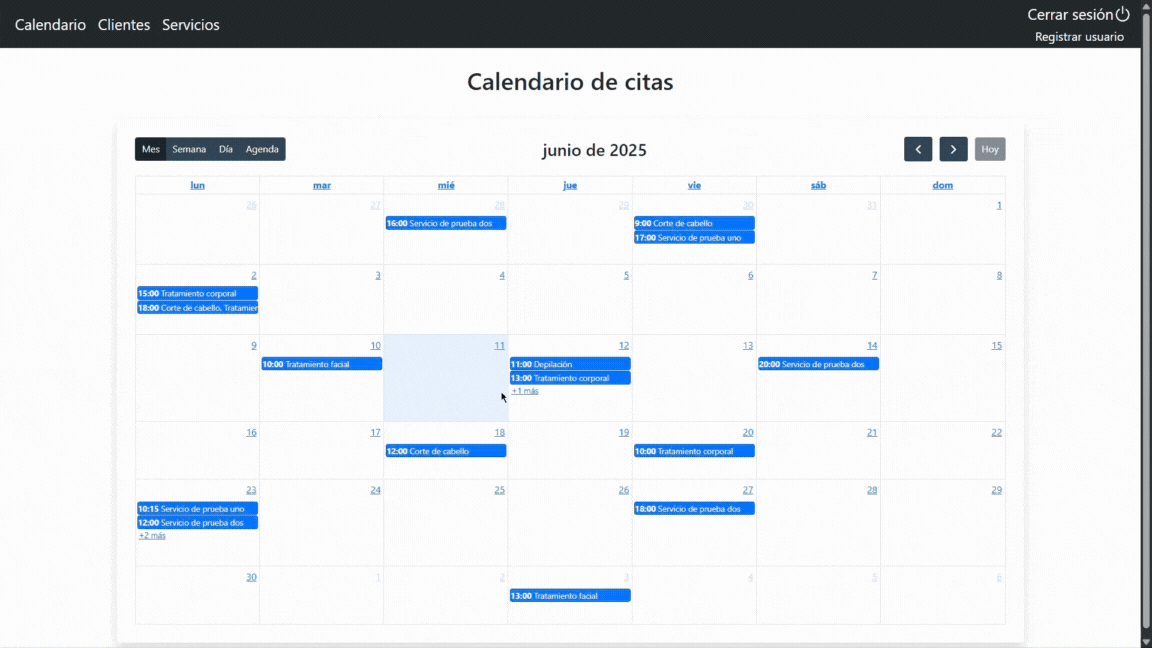 Calendario Clientes Servicios
Cerrar sesión
Registrar usuario
Calendario de citas
Mes Semana Día Agenda
junio de 2025
Hoy
lun mar mié jue vie sáb dom
26 27 28 29 30 31 1
16:00 Servicio de prueba dos
9:00 Corte de cabello
17:00 Servicio de prueba uno
2 3 4 5 6 7 8
15:00 Tratamiento corporal
18:00 Corte de cabello, Tratamier
9 10 11 12 13 14 15
10:00 Tratamiento facial
11:00 Depilación
13:00 Tratamiento corporal
+1 más
20:00 Servicio de prueba dos
16 17 18 19 20 21 22
12:00 Corte de cabello
10:00 Tratamiento corporal
23 24 25 26 27 28 29
10:15 Servicio de prueba uno
12:00 Servicio de prueba dos
+2 más
18:00 Servicio de prueba dos
30 1 2 3 4 5 6
13:00 Tratamiento facial